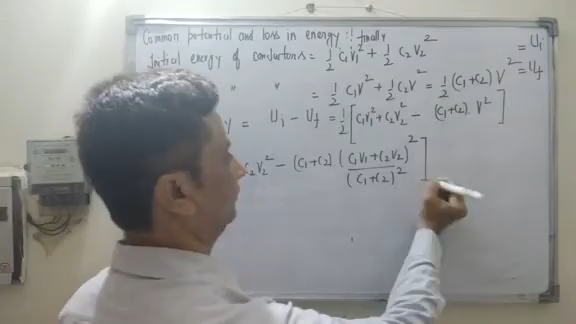 Common potential and loss in energy :! finally
Initial energy of conductors = 1/2 C₁V₁² + 1/2 C₂V₂² = Ui
" " = 1/2 C₁V² + 1/2 C₂V² = 1/2 (C₁+C₂) V² = Uf
y = Ui - Uf = 1/2 [C₁V₁² + C₂V₂² - (C₁+C₂). V²]
C₂V₂² - (C₁+C₂). (C₁V₁+C₂V₂)²/(C₁+C₂)² ]